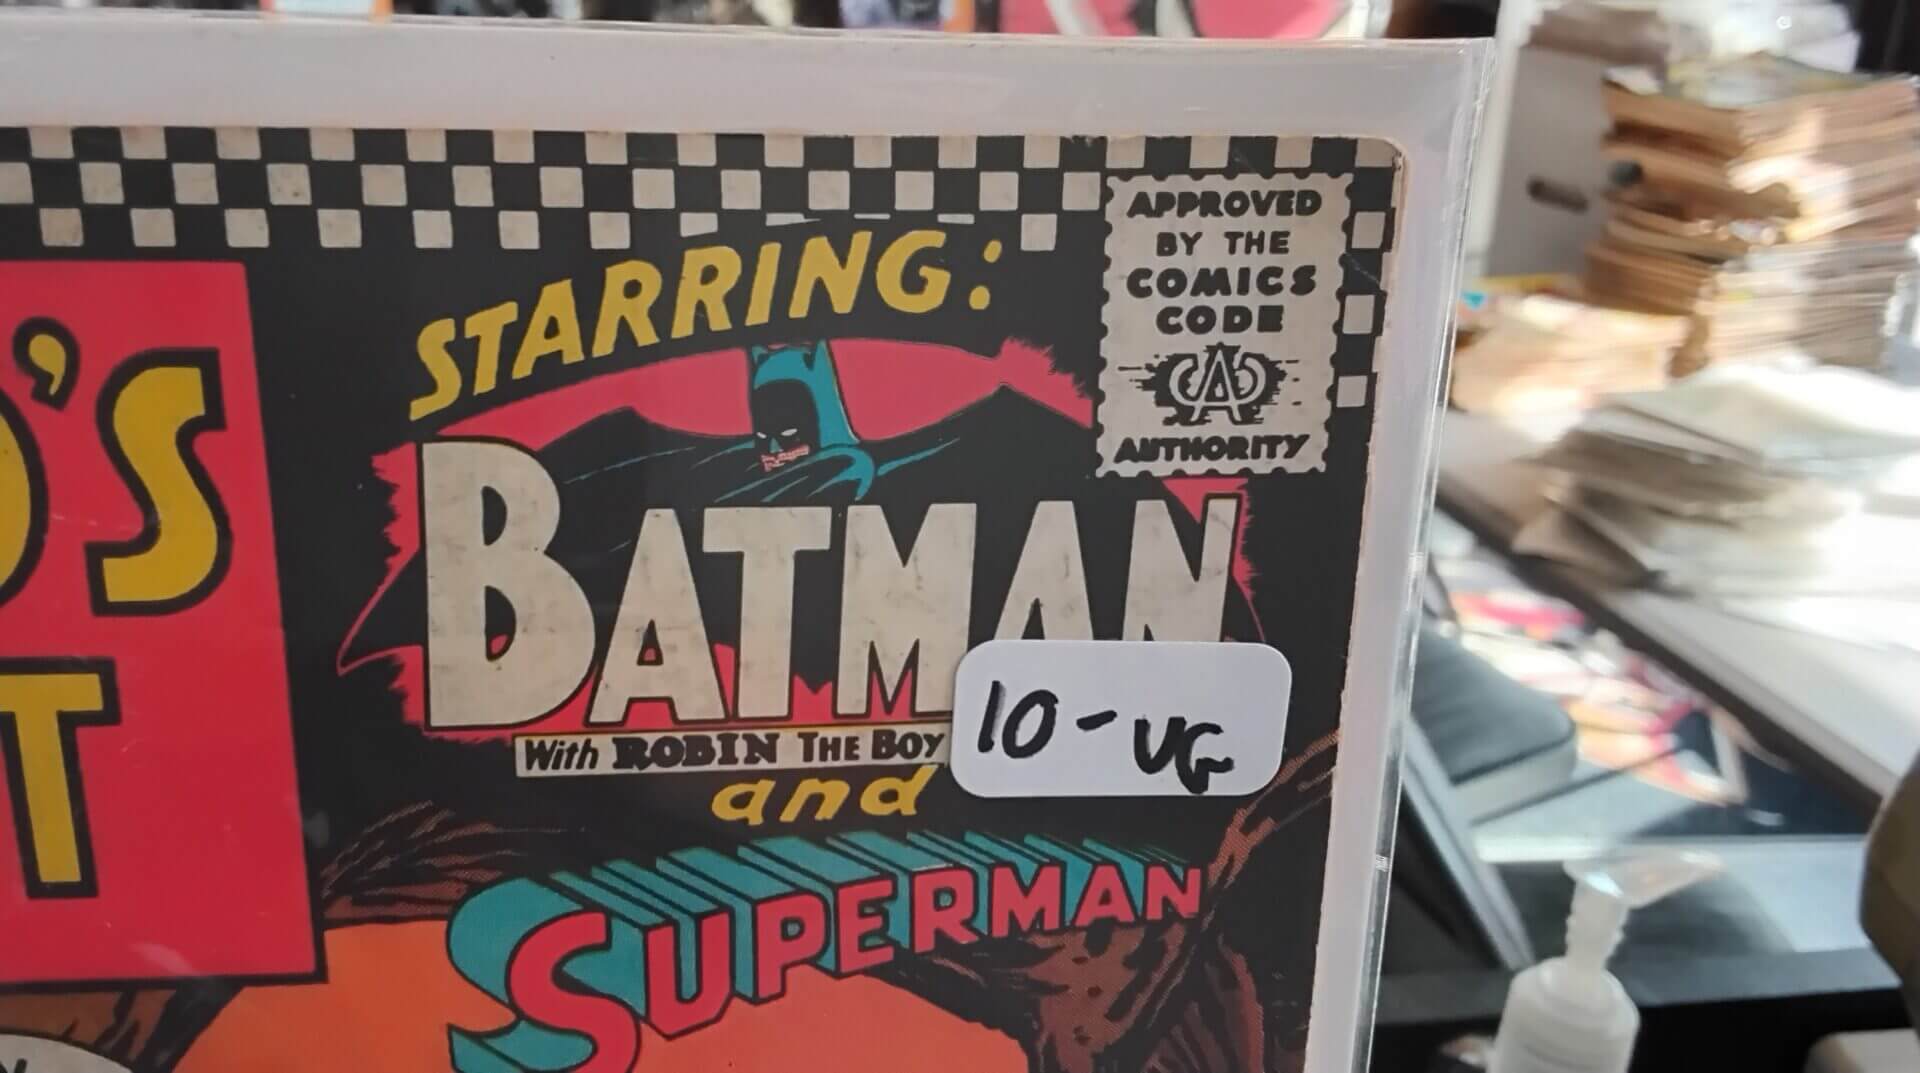 'S
T
STARRING:
BATMAN
With ROBIN THE BOY
and
SUPERMAN
APPROVED
BY THE
COMICS
CODE
AUTHORITY
10-VG